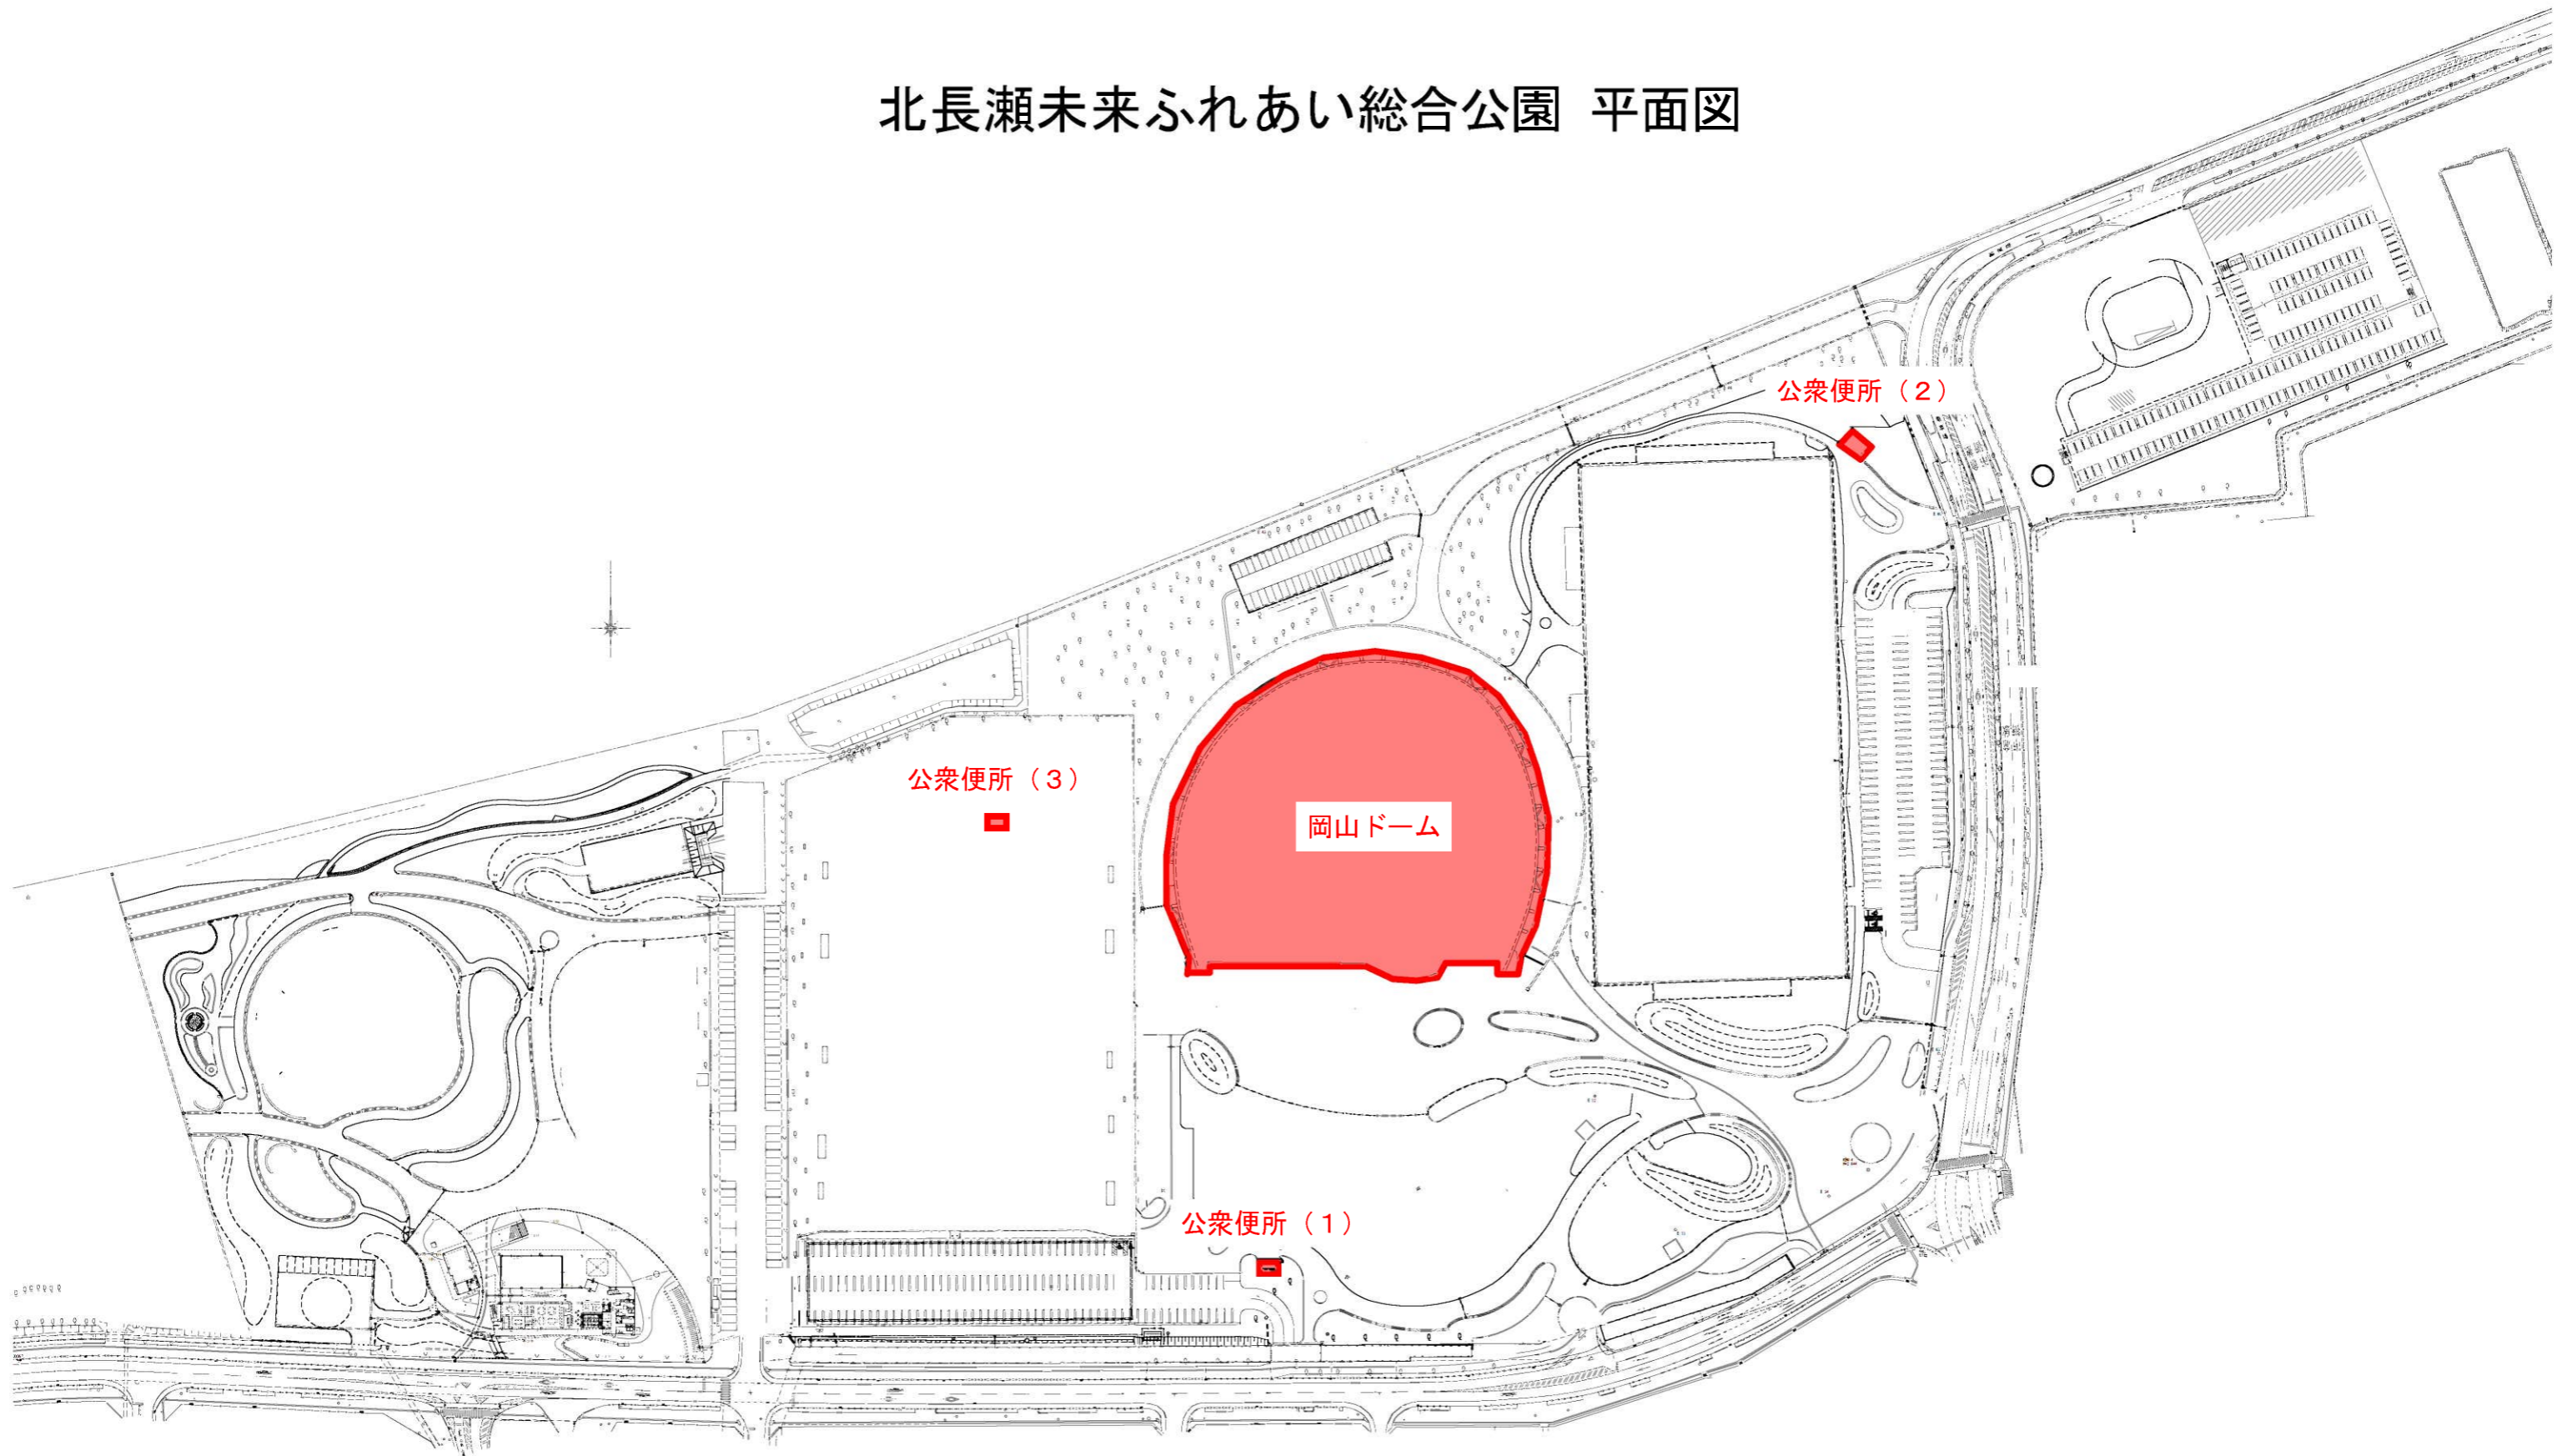 北長瀬未来ふれあい総合公園 平面図
公衆便所（２）
公衆便所（３）
岡山ドーム
公衆便所（１）